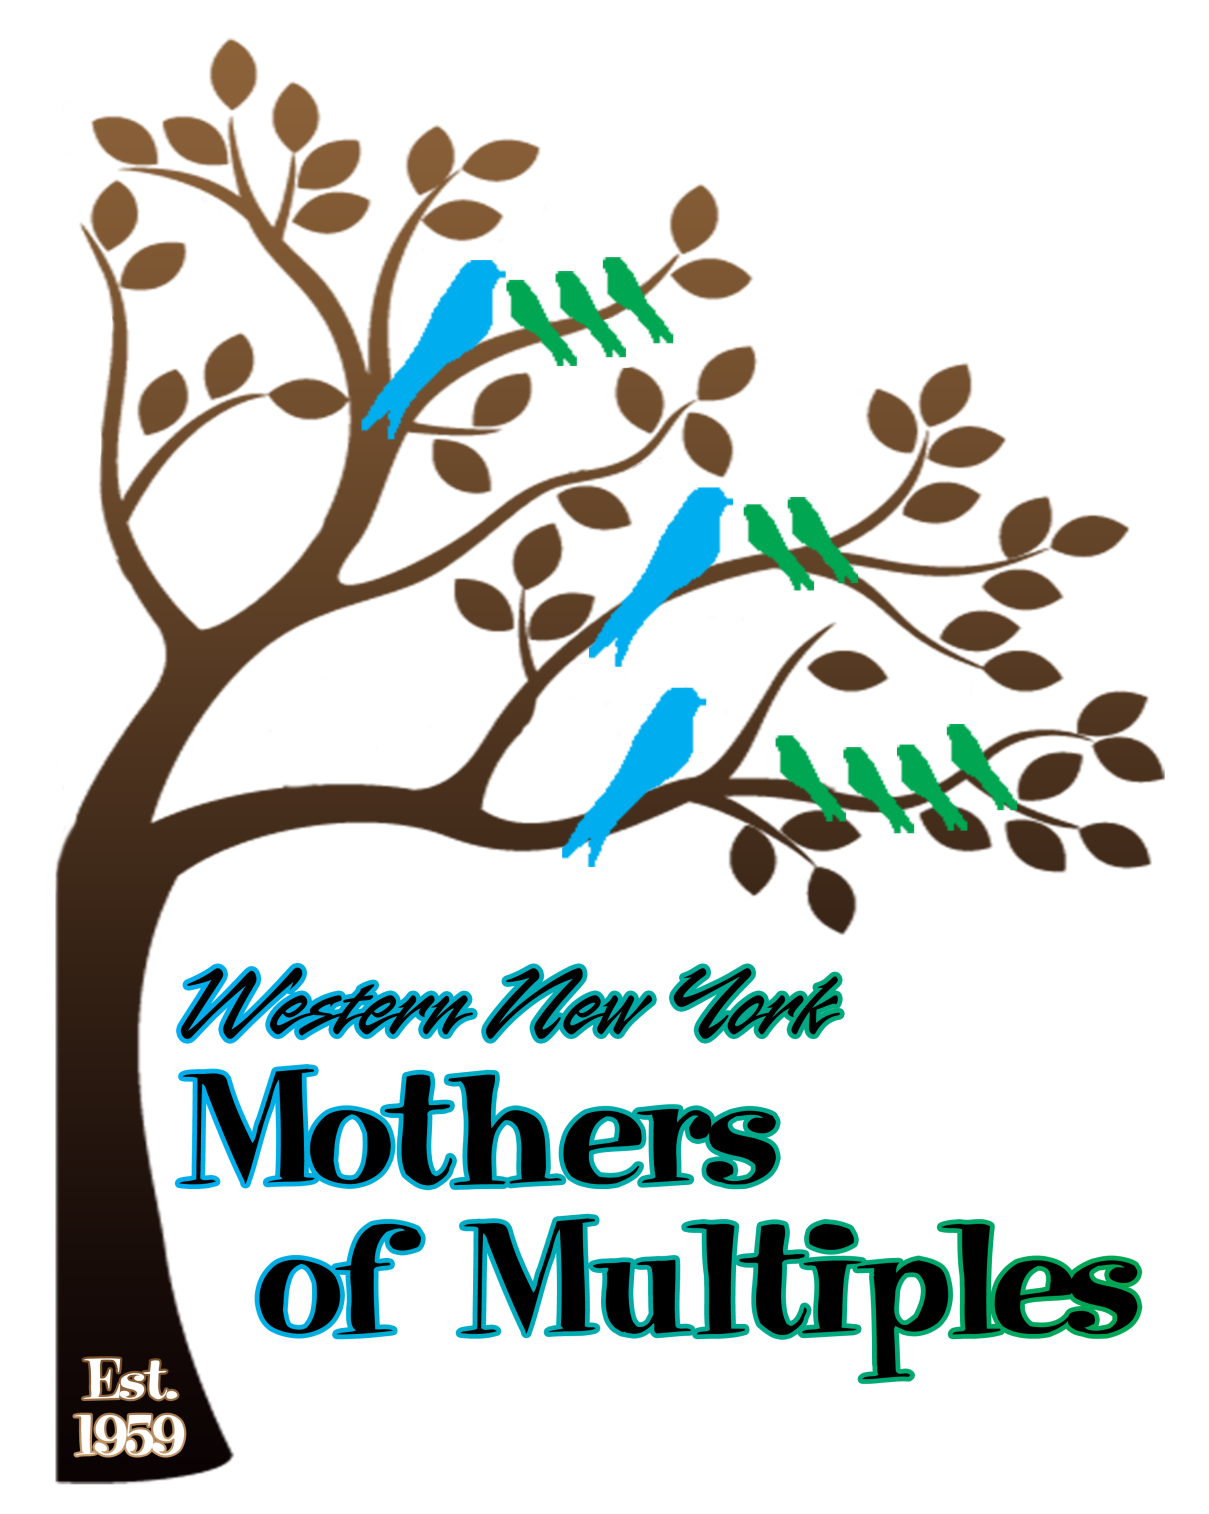 Western New York
Mothers
of Multiples
Est.
1959